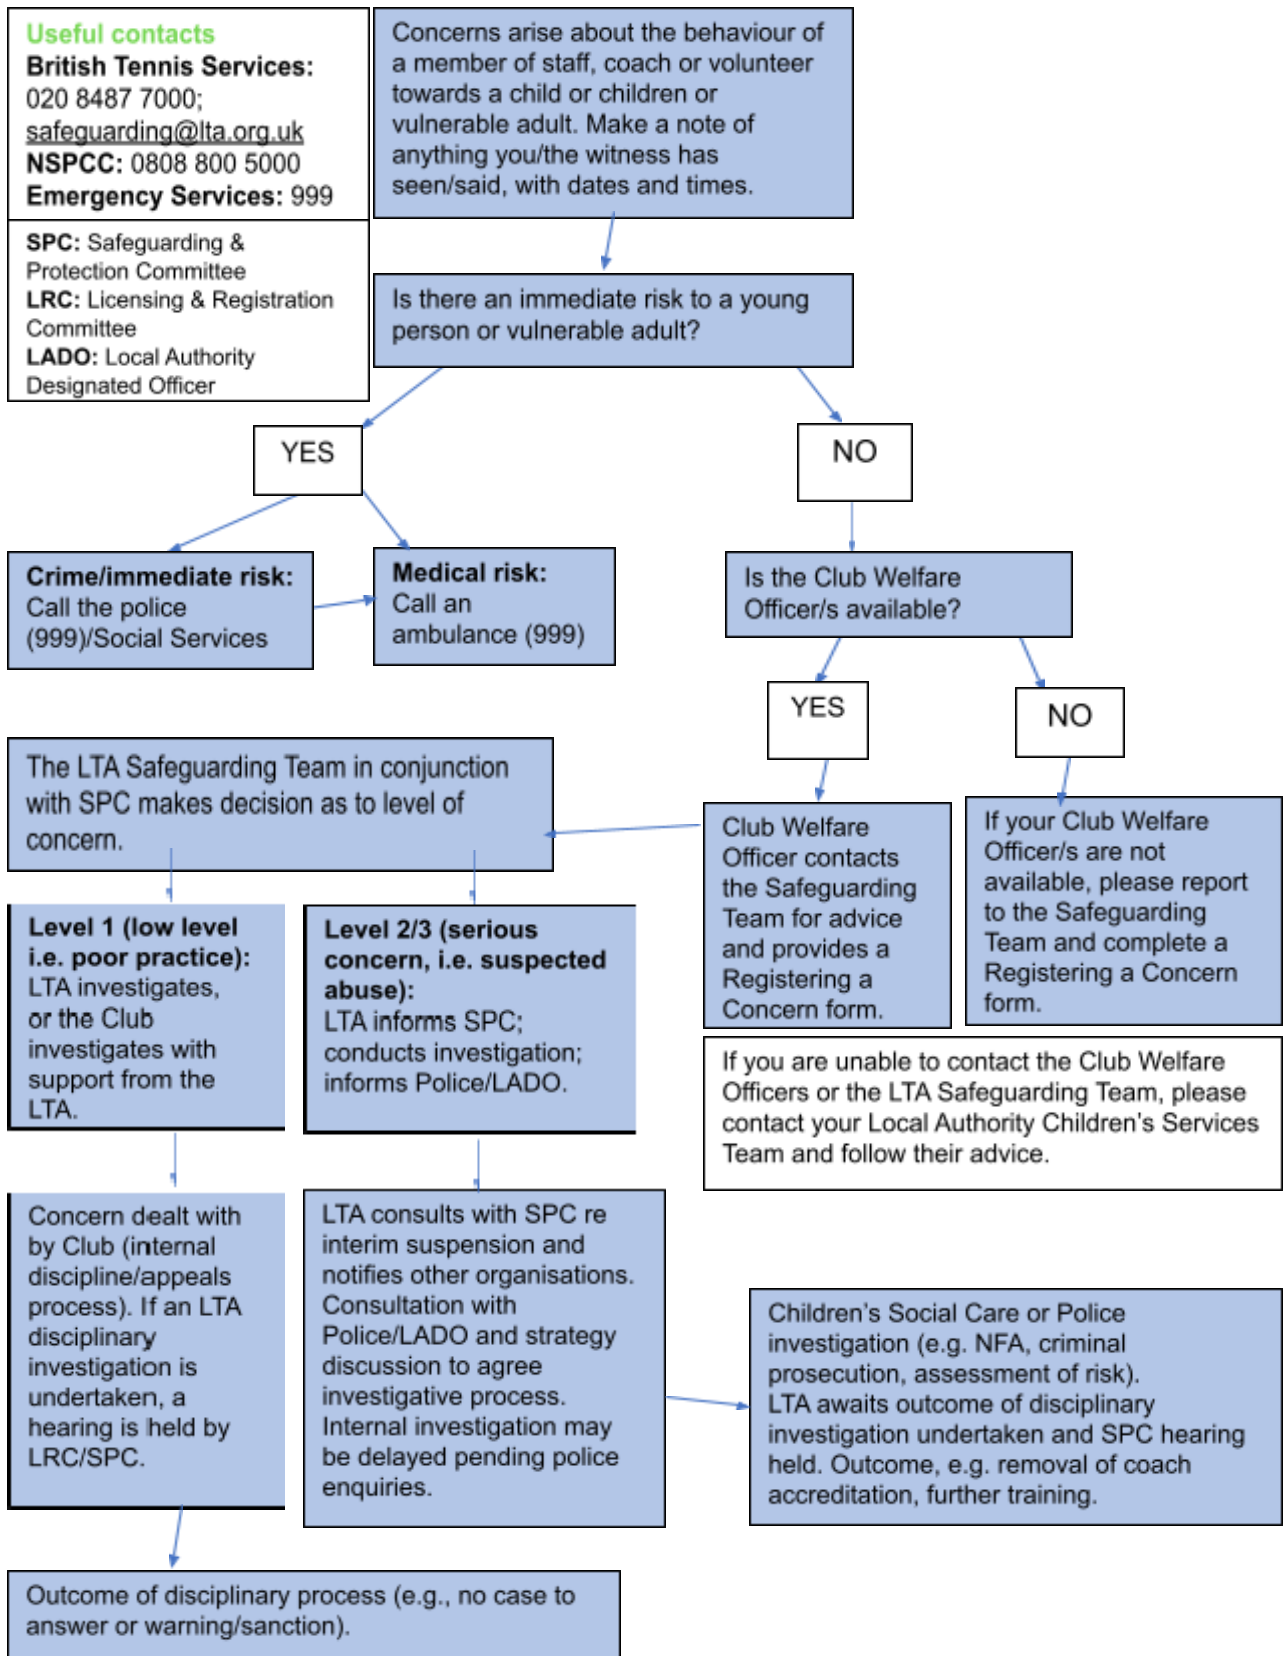 Useful contacts
British Tennis Services:
020 8487 7000;
safeguarding@lta.org.uk
NSPCC: 0808 800 5000
Emergency Services: 999
SPC: Safeguarding &
Protection Committee
LRC: Licensing & Registration
Committee
LADO: Local Authority
Designated Officer
Concerns arise about the behaviour of
a member of staff, coach or volunteer
towards a child or children or
vulnerable adult. Make a note of
anything you/the witness has
seen/said, with dates and times.
Is there an immediate risk to a young
person or vulnerable adult?
YES
NO
Crime/immediate risk:
Call the police
(999)/Social Services
Medical risk:
Call an
ambulance (999)
Is the Club Welfare
Officer/s available?
YES
NO
The LTA Safeguarding Team in conjunction
with SPC makes decision as to level of
concern.
Club Welfare
Officer contacts
the Safeguarding
Team for advice
and provides a
Registering a
Concern form.
If your Club Welfare
Officer/s are not
available, please report
to the Safeguarding
Team and complete a
Registering a Concern
form.
Level 1 (low level
i.e. poor practice):
LTA investigates,
or the Club
investigates with
support from the
LTA.
Level 2/3 (serious
concern, i.e. suspected
abuse):
LTA informs SPC;
conducts investigation;
informs Police/LADO.
If you are unable to contact the Club Welfare
Officers or the LTA Safeguarding Team, please
contact your Local Authority Children's Services
Team and follow their advice.
Concern dealt with
by Club (internal
discipline/appeals
process). If an LTA
disciplinary
investigation is
undertaken, a
hearing is held by
LRC/SPC.
LTA consults with SPC re
interim suspension and
notifies other organisations.
Consultation with
Police/LADO and strategy
discussion to agree
investigative process.
Internal investigation may
be delayed pending police
enquiries.
Children's Social Care or Police
investigation (e.g. NFA, criminal
prosecution, assessment of risk).
LTA awaits outcome of disciplinary
investigation undertaken and SPC hearing
held. Outcome, e.g. removal of coach
accreditation, further training.
Outcome of disciplinary process (e.g., no case to
answer or warning/sanction).